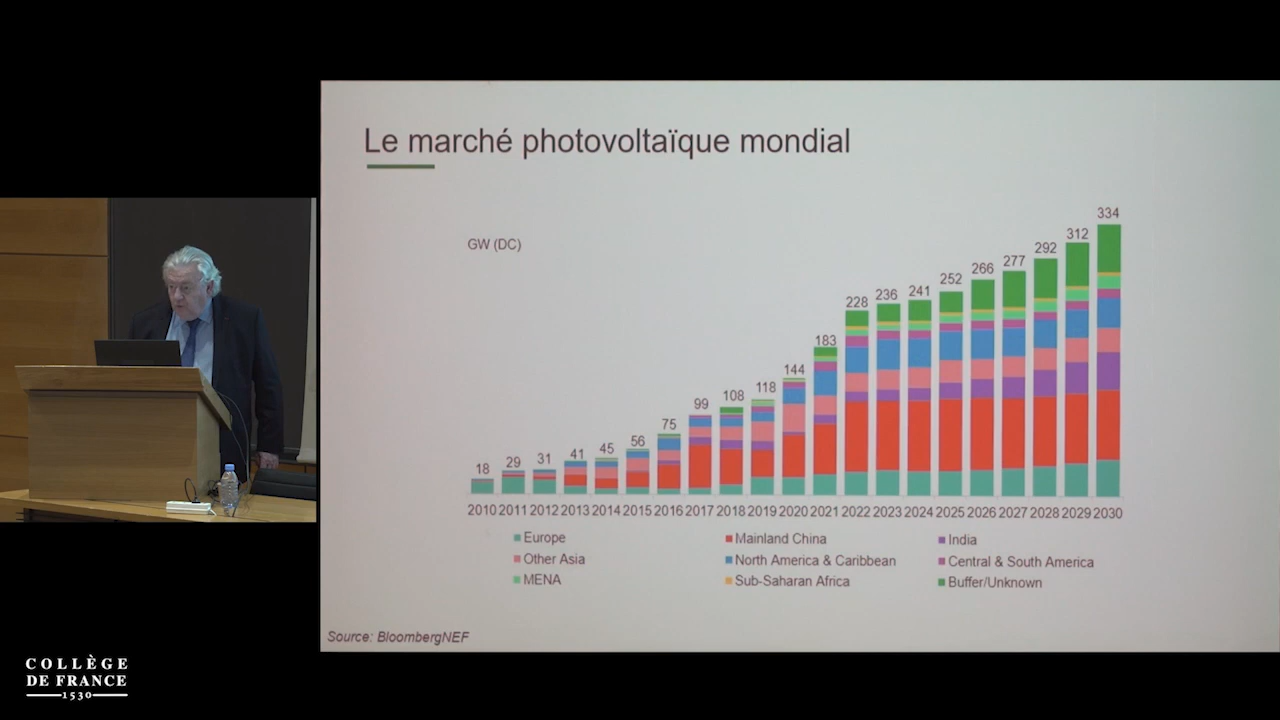 Le marché photovoltaïque mondial
GW (DC)
18 29 31 41 45 56 75 99 108 118 144 183 228 236 241 252 266 277 292 312 334
2010 2011 2012 2013 2014 2015 2016 2017 2018 2019 2020 2021 2022 2023 2024 2025 2026 2027 2028 2029 2030
Europe Mainland China India
Other Asia North America & Caribbean Central & South America
MENA Sub-Saharan Africa Buffer/Unknown
Source: BloombergNEF
COLLÈGE
DE FRANCE
1530